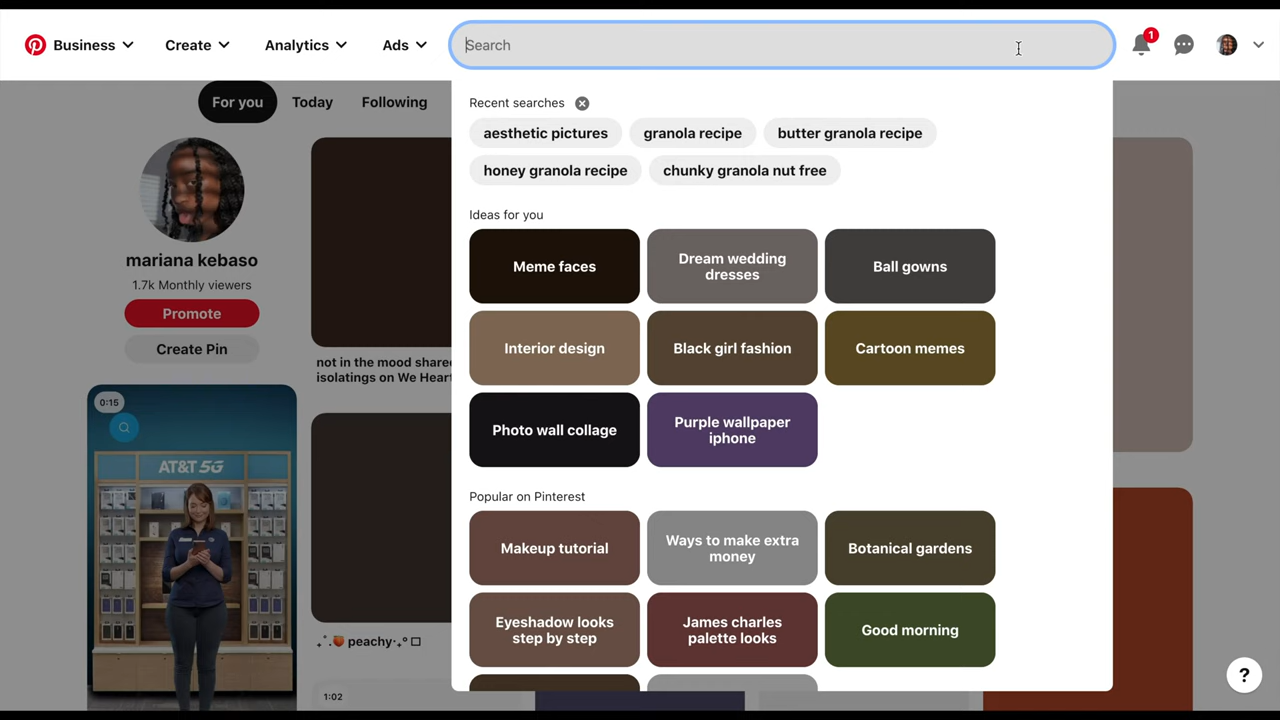 Business
Create
Analytics
Ads
Search
1
For you
Today
Following
Recent searches
aesthetic pictures
granola recipe
butter granola recipe
honey granola recipe
chunky granola nut free
mariana kebaso
1.7k Monthly viewers
Promote
Create Pin
0:15
AT&T 5G
not in the mood share
isolatings on We Hear
˖⁺‧🍑 peachy‧₊° □
1:02
Ideas for you
Meme faces
Dream wedding
dresses
Ball gowns
Interior design
Black girl fashion
Cartoon memes
Photo wall collage
Purple wallpaper
iphone
Popular on Pinterest
Makeup tutorial
Ways to make extra
money
Botanical gardens
Eyeshadow looks
step by step
James charles
palette looks
Good morning
?